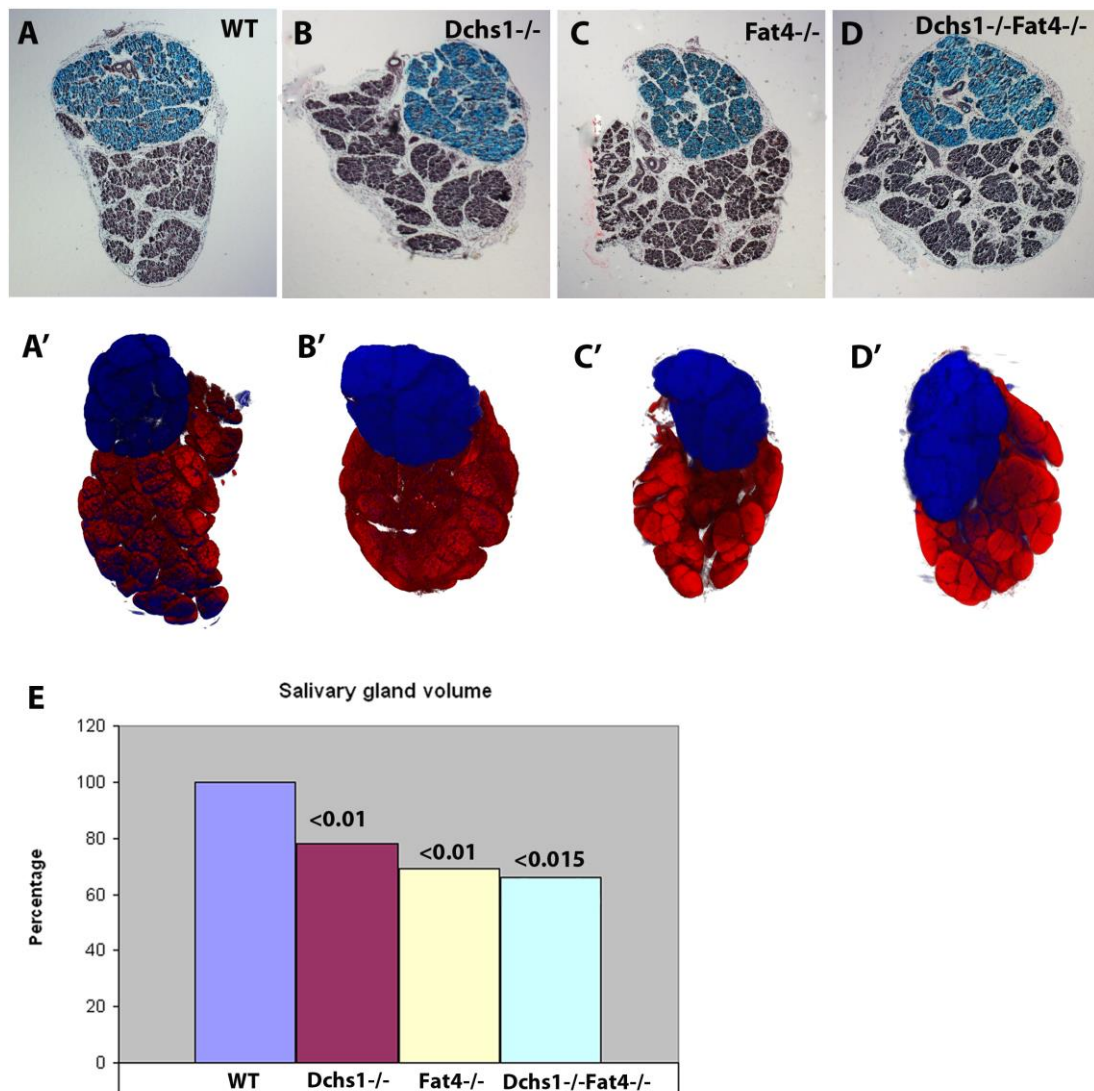 A WT
B Dchs1-/-
C Fat4-/-
D Dchs1-/-Fat4-/-
A′
B′
C′
D′
E
Salivary gland volume
Percentage
120
100
80
60
40
20
0
<0.01
<0.01
<0.015
WT
Dchs1-/-
Fat4-/-
Dchs1-/-Fat4-/-